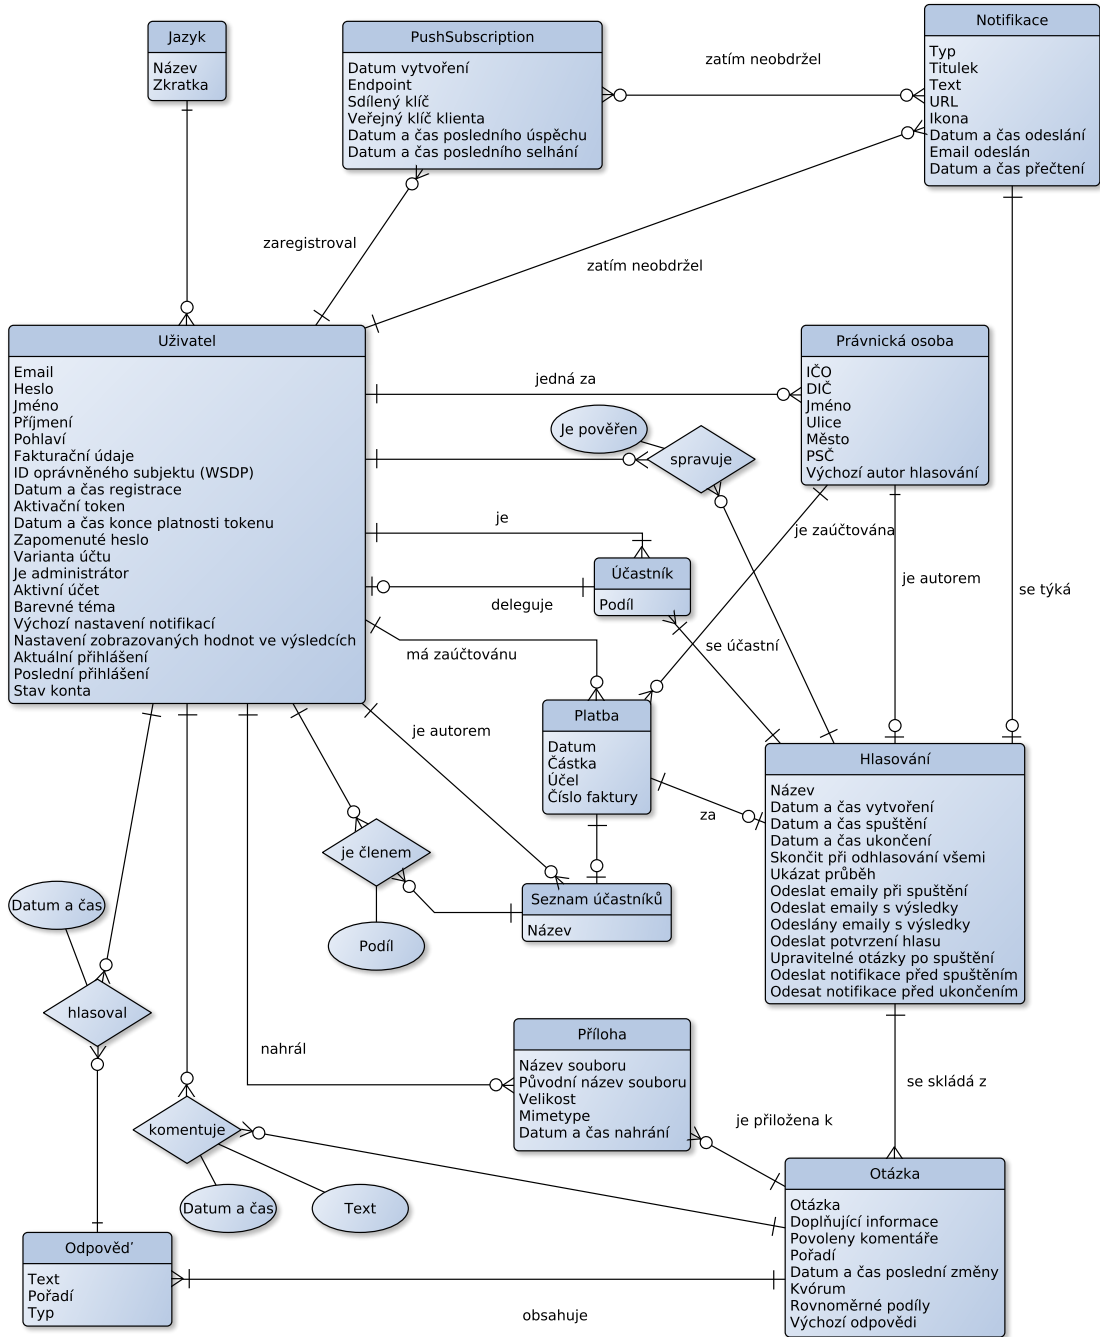 Jazyk
Název
Zkratka
PushSubscription
Datum vytvoření
Endpoint
Sdílený klíč
Veřejný klíč klienta
Datum a čas posledního úspěchu
Datum a čas posledního selhání
zatím neobdržel
Notifikace
Typ
Titulek
Text
URL
Ikona
Datum a čas odeslání
Email odeslán
Datum a čas přečtení
zaregistroval
zatím neobdržel
Uživatel
Email
Heslo
Jméno
Příjmení
Pohlaví
Fakturační údaje
ID oprávněného subjektu (WSDP)
Datum a čas registrace
Aktivační token
Datum a čas konce platnosti tokenu
Zapomenuté heslo
Varianta účtu
Je administrátor
Aktivní účet
Barevné téma
Výchozí nastavení notifikací
Nastavení zobrazovaných hodnot ve výsledcích
Aktuální přihlášení
Poslední přihlášení
Stav konta
jedná za
Právnická osoba
IČO
DIČ
Jméno
Ulice
Město
PSČ
Výchozí autor hlasování
Je pověřen
spravuje
je
je zaúčtována
Účastník
Podíl
deleguje
je autorem
se týká
má zaúčtovánu
se účastní
Platba
Datum
Částka
Účel
Číslo faktury
je autorem
za
Hlasování
Název
Datum a čas vytvoření
Datum a čas spuštění
Datum a čas ukončení
Skončit při odhlasování všemi
Ukázat průběh
Odeslat emaily při spuštění
Odeslat emaily s výsledky
Odeslány emaily s výsledky
Odeslat potvrzení hlasu
Upravitelné otázky po spuštění
Odeslat notifikace před spuštěním
Odesat notifikace před ukončením
je členem
Podíl
Seznam účastníků
Název
Datum a čas
hlasoval
nahrál
Příloha
Název souboru
Původní název souboru
Velikost
Mimetype
Datum a čas nahrání
se skládá z
je přiložena k
komentuje
Datum a čas
Text
Otázka
Otázka
Doplňující informace
Povoleny komentáře
Pořadí
Datum a čas poslední změny
Kvórum
Rovnoměrné podíly
Výchozí odpovědi
Odpověď
Text
Pořadí
Typ
obsahuje